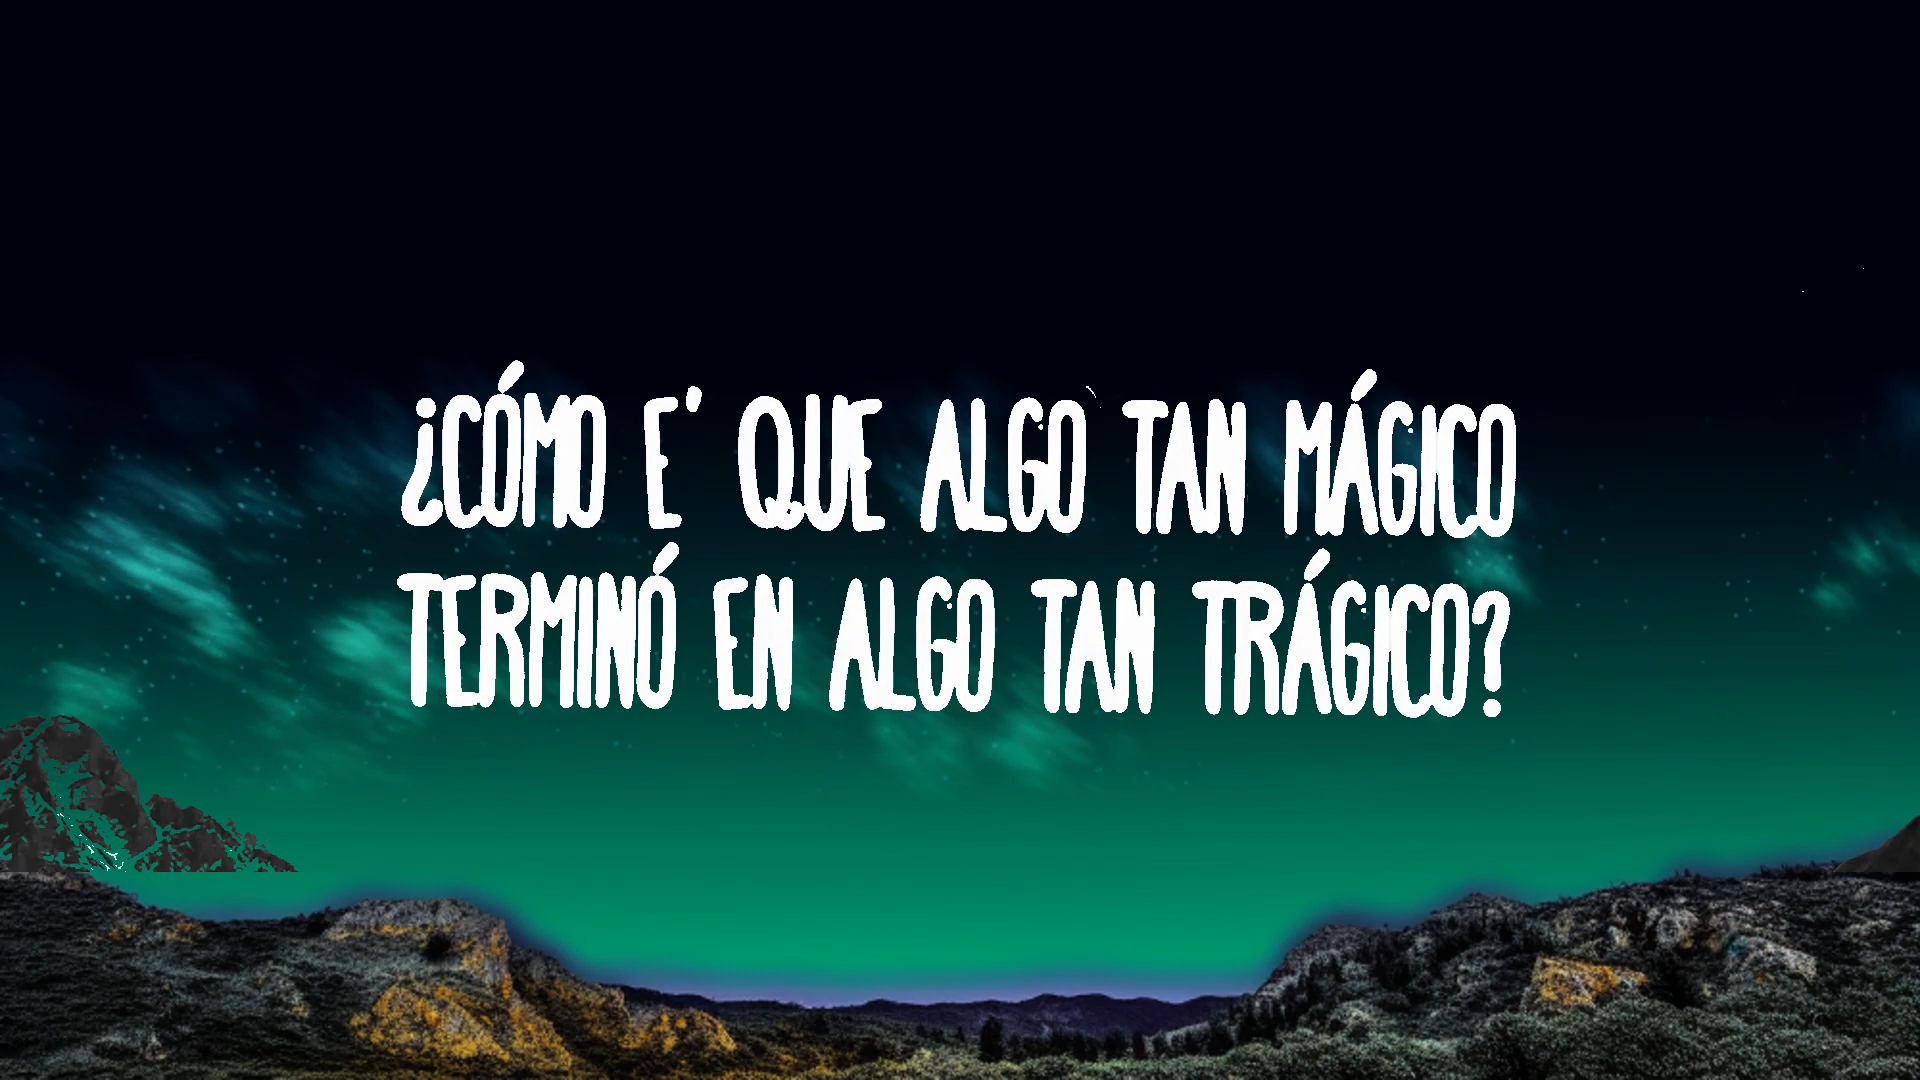 ¿CÓMO E' QUE ALGO TAN MÁGICO
TERMINÓ EN ALGO TAN TRÁGICO?